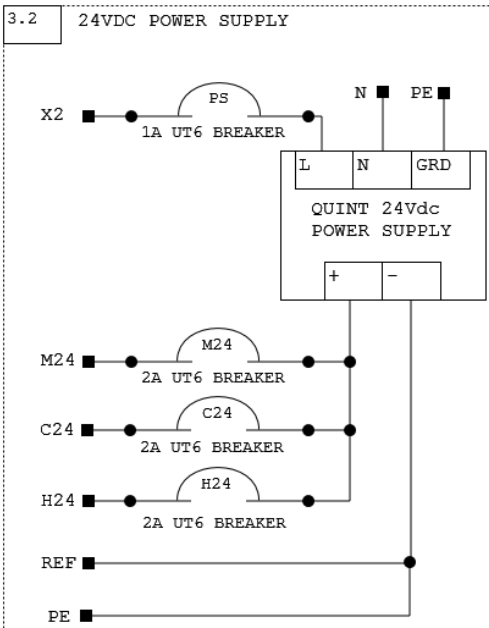 3.2 24VDC POWER SUPPLY
N PE
X2 PS
1A UT6 BREAKER
L N GRD
QUINT 24Vdc
POWER SUPPLY
+ −
M24 M24
2A UT6 BREAKER
C24 C24
2A UT6 BREAKER
H24 H24
2A UT6 BREAKER
REF
PE